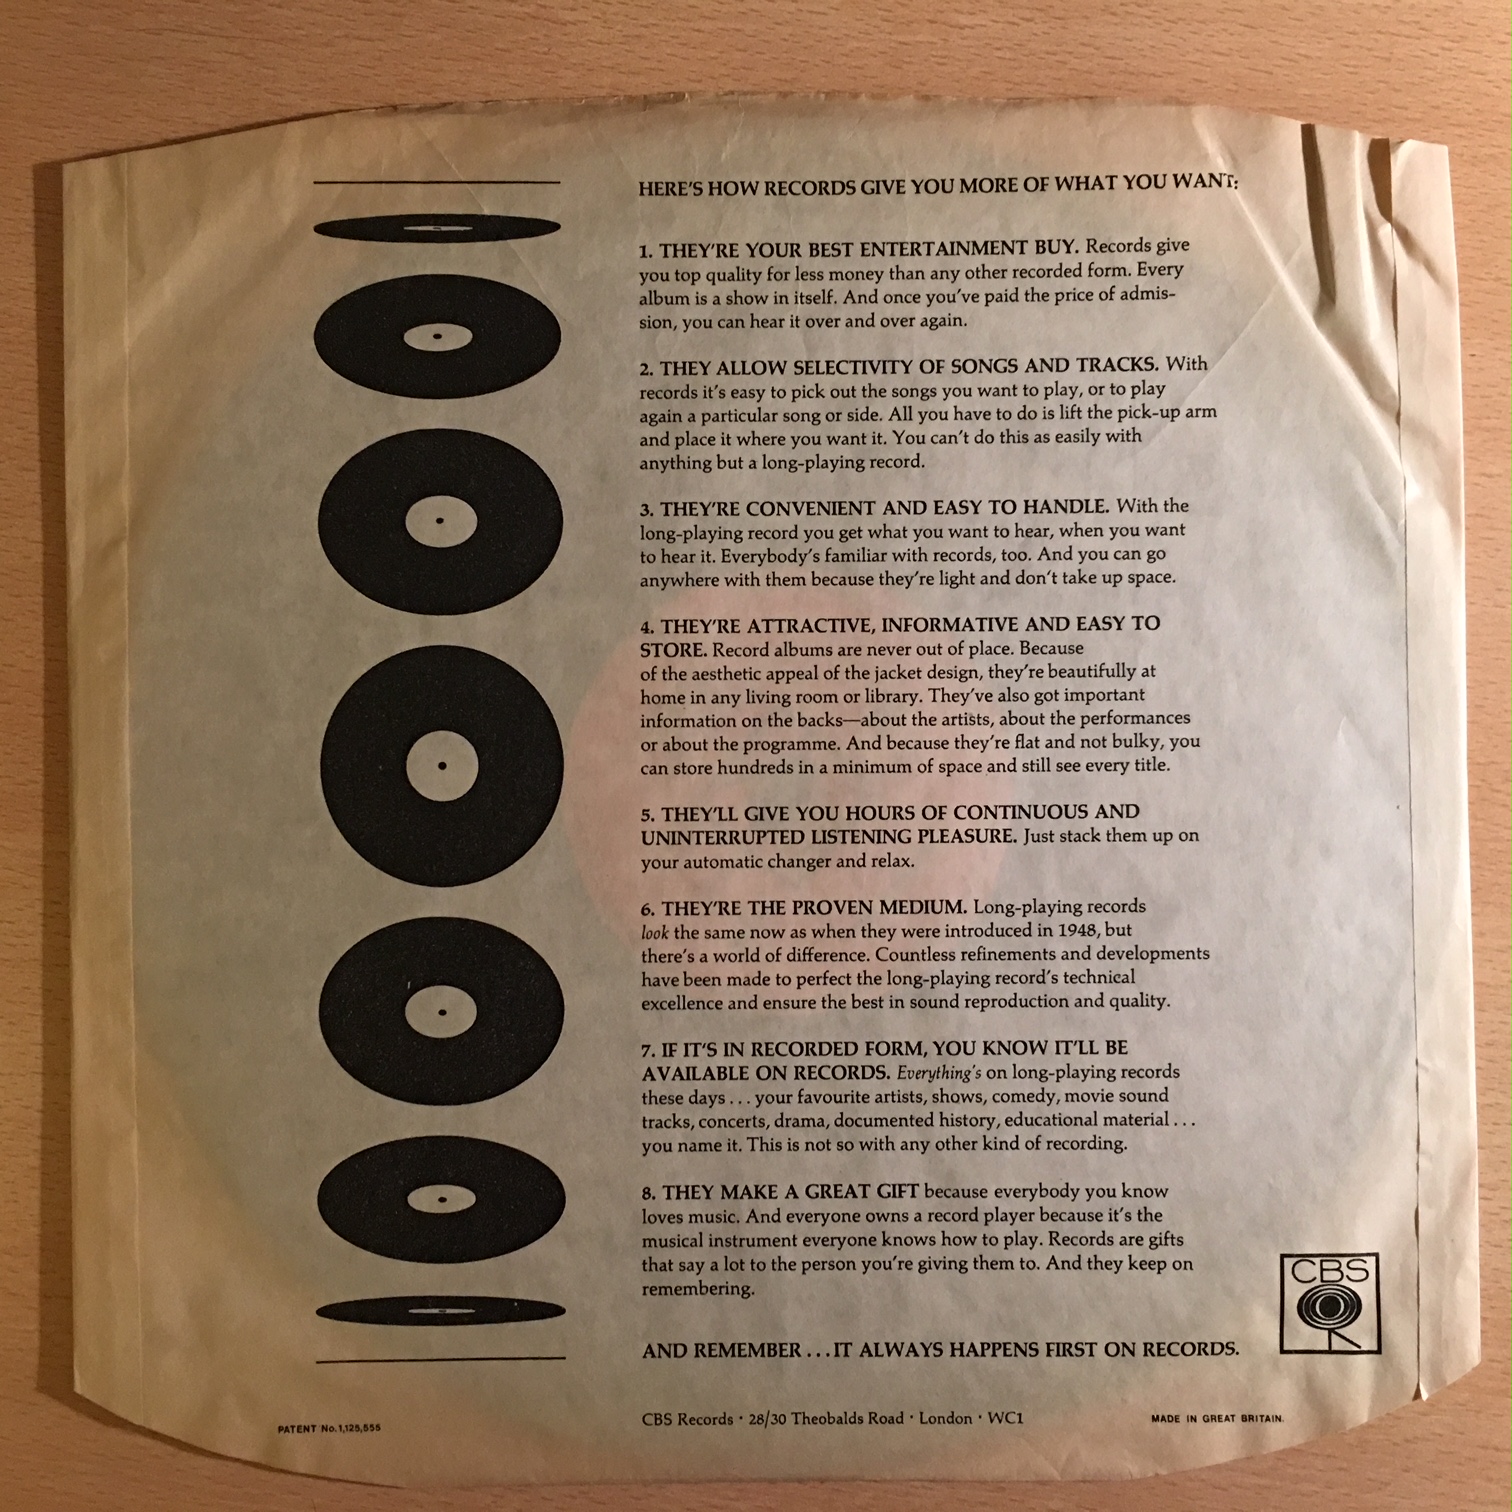 HERE'S HOW RECORDS GIVE YOU MORE OF WHAT YOU WANT:
1. THEY'RE YOUR BEST ENTERTAINMENT BUY. Records give
you top quality for less money than any other recorded form. Every
album is a show in itself. And once you've paid the price of admis-
sion, you can hear it over and over again.
2. THEY ALLOW SELECTIVITY OF SONGS AND TRACKS. With
records it's easy to pick out the songs you want to play, or to play
again a particular song or side. All you have to do is lift the pick-up arm
and place it where you want it. You can't do this as easily with
anything but a long-playing record.
3. THEY'RE CONVENIENT AND EASY TO HANDLE. With the
long-playing record you get what you want to hear, when you want
to hear it. Everybody's familiar with records, too. And you can go
anywhere with them because they're light and don't take up space.
4. THEY'RE ATTRACTIVE, INFORMATIVE AND EASY TO
STORE. Record albums are never out of place. Because
of the aesthetic appeal of the jacket design, they're beautifully at
home in any living room or library. They've also got important
information on the backs—about the artists, about the performances
or about the programme. And because they're flat and not bulky, you
can store hundreds in a minimum of space and still see every title.
5. THEY'LL GIVE YOU HOURS OF CONTINUOUS AND
UNINTERRUPTED LISTENING PLEASURE. Just stack them up on
your automatic changer and relax.
6. THEY'RE THE PROVEN MEDIUM. Long-playing records
look the same now as when they were introduced in 1948, but
there's a world of difference. Countless refinements and developments
have been made to perfect the long-playing record's technical
excellence and ensure the best in sound reproduction and quality.
7. IF IT'S IN RECORDED FORM, YOU KNOW IT'LL BE
AVAILABLE ON RECORDS. Everything's on long-playing records
these days . . . your favourite artists, shows, comedy, movie sound
tracks, concerts, drama, documented history, educational material . . .
you name it. This is not so with any other kind of recording.
8. THEY MAKE A GREAT GIFT because everybody you know
loves music. And everyone owns a record player because it's the
musical instrument everyone knows how to play. Records are gifts
that say a lot to the person you're giving them to. And they keep on
remembering.
CBS
AND REMEMBER . . . IT ALWAYS HAPPENS FIRST ON RECORDS.
PATENT No. 1,125,555
CBS Records · 28/30 Theobalds Road · London · WC1
MADE IN GREAT BRITAIN.